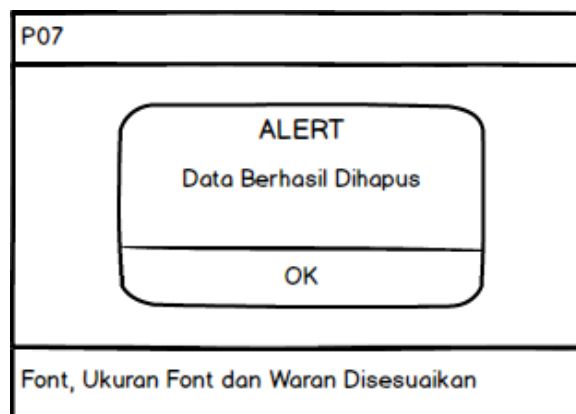 P07
ALERT
Data Berhasil Dihapus
OK
Font, Ukuran Font dan Waran Disesuaikan